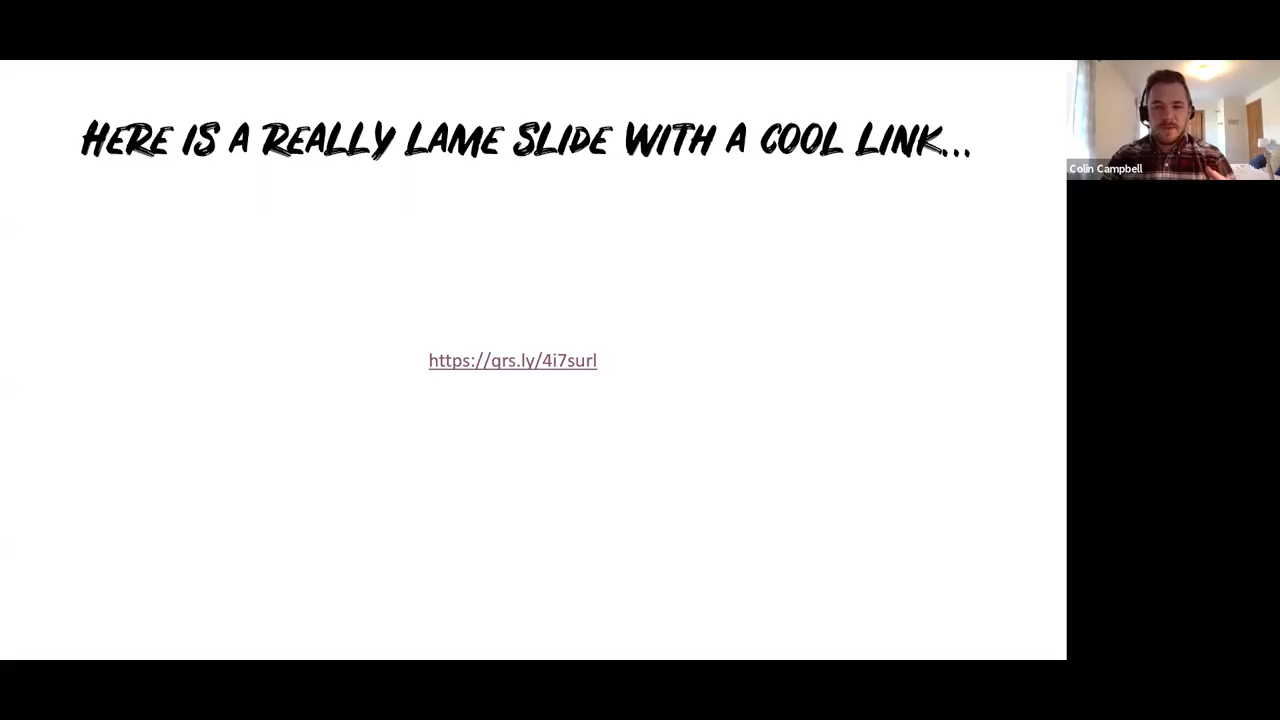 HERE IS A REALLY LAME SLIDE WITH A COOL LINK...
Colin Campbell
https://qrs.ly/4i7surl